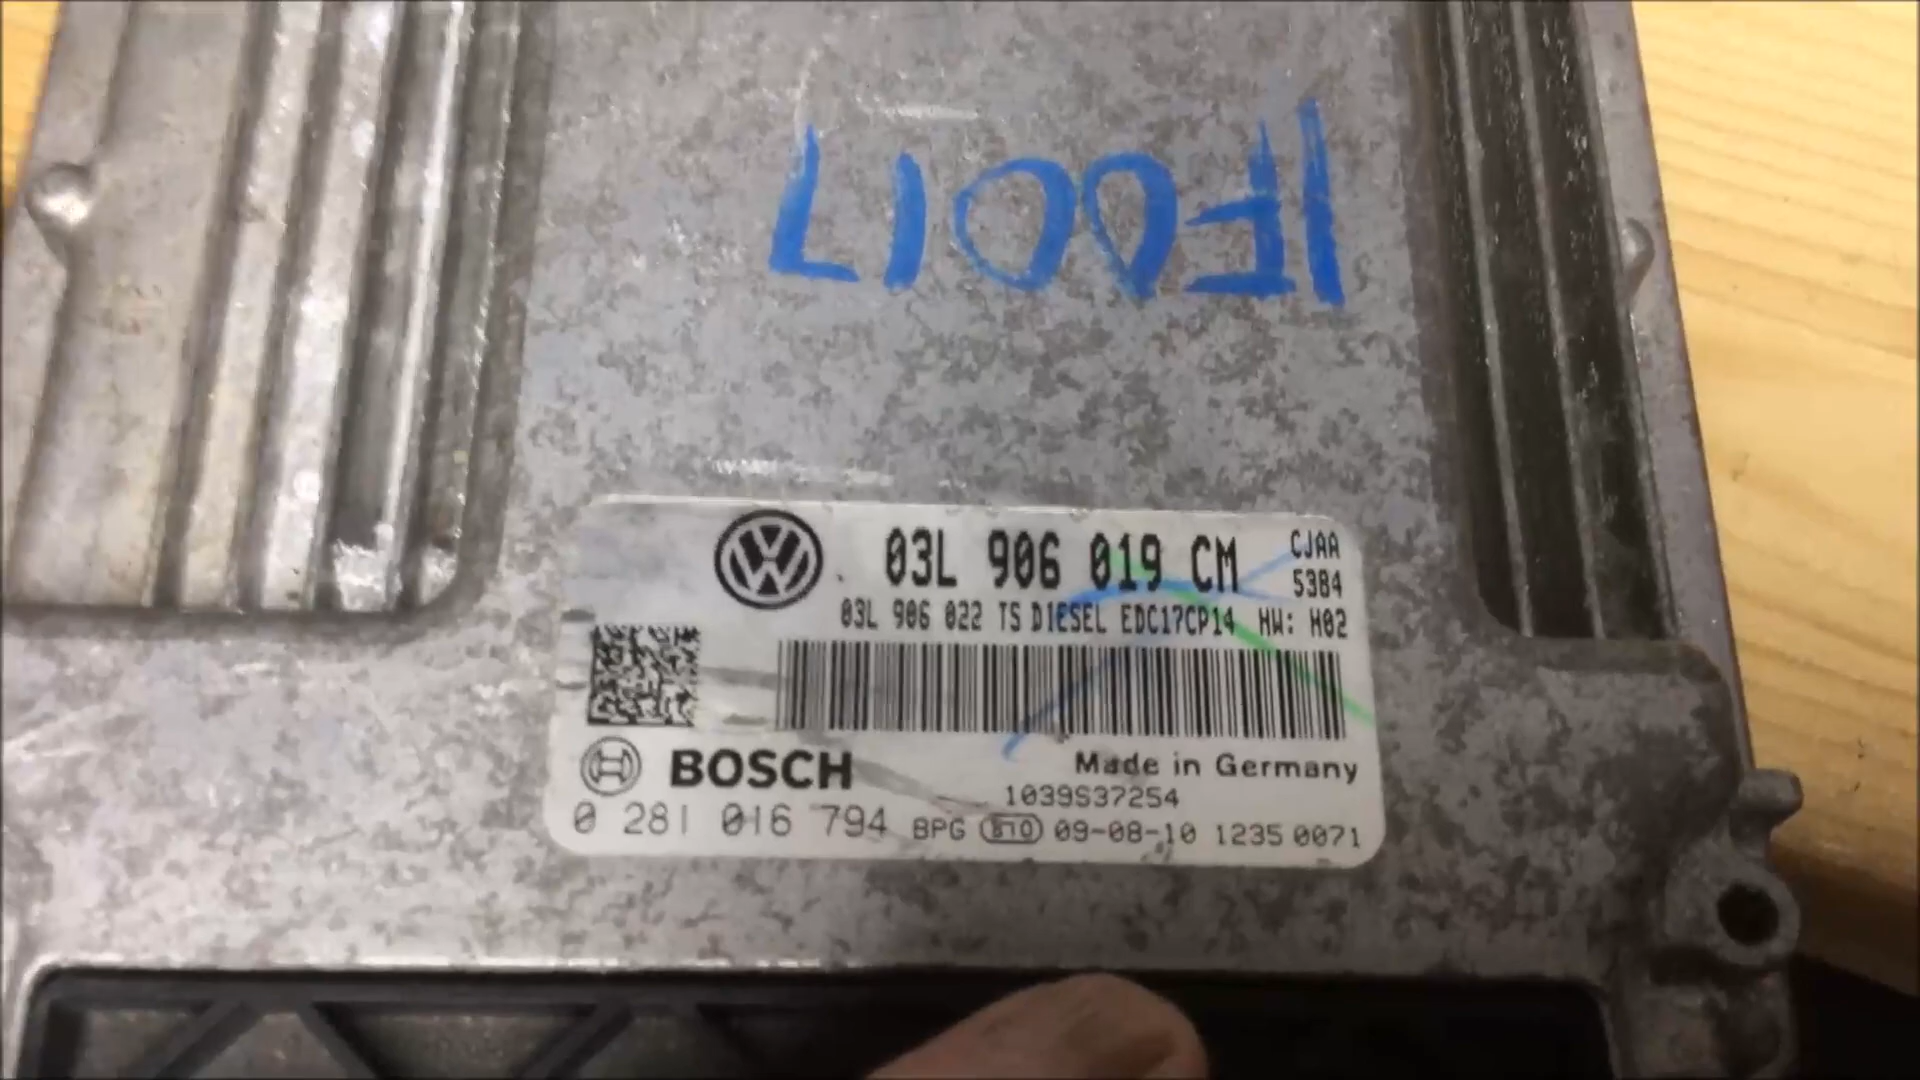 1F0017
03L 906 019 CM CJAA
5384
03L 906 022 TS DIESEL EDC17CP14 HW: H02
BOSCH Made in Germany
1039S37254
0 281 016 794 BPG 09-08-10 1235 0071